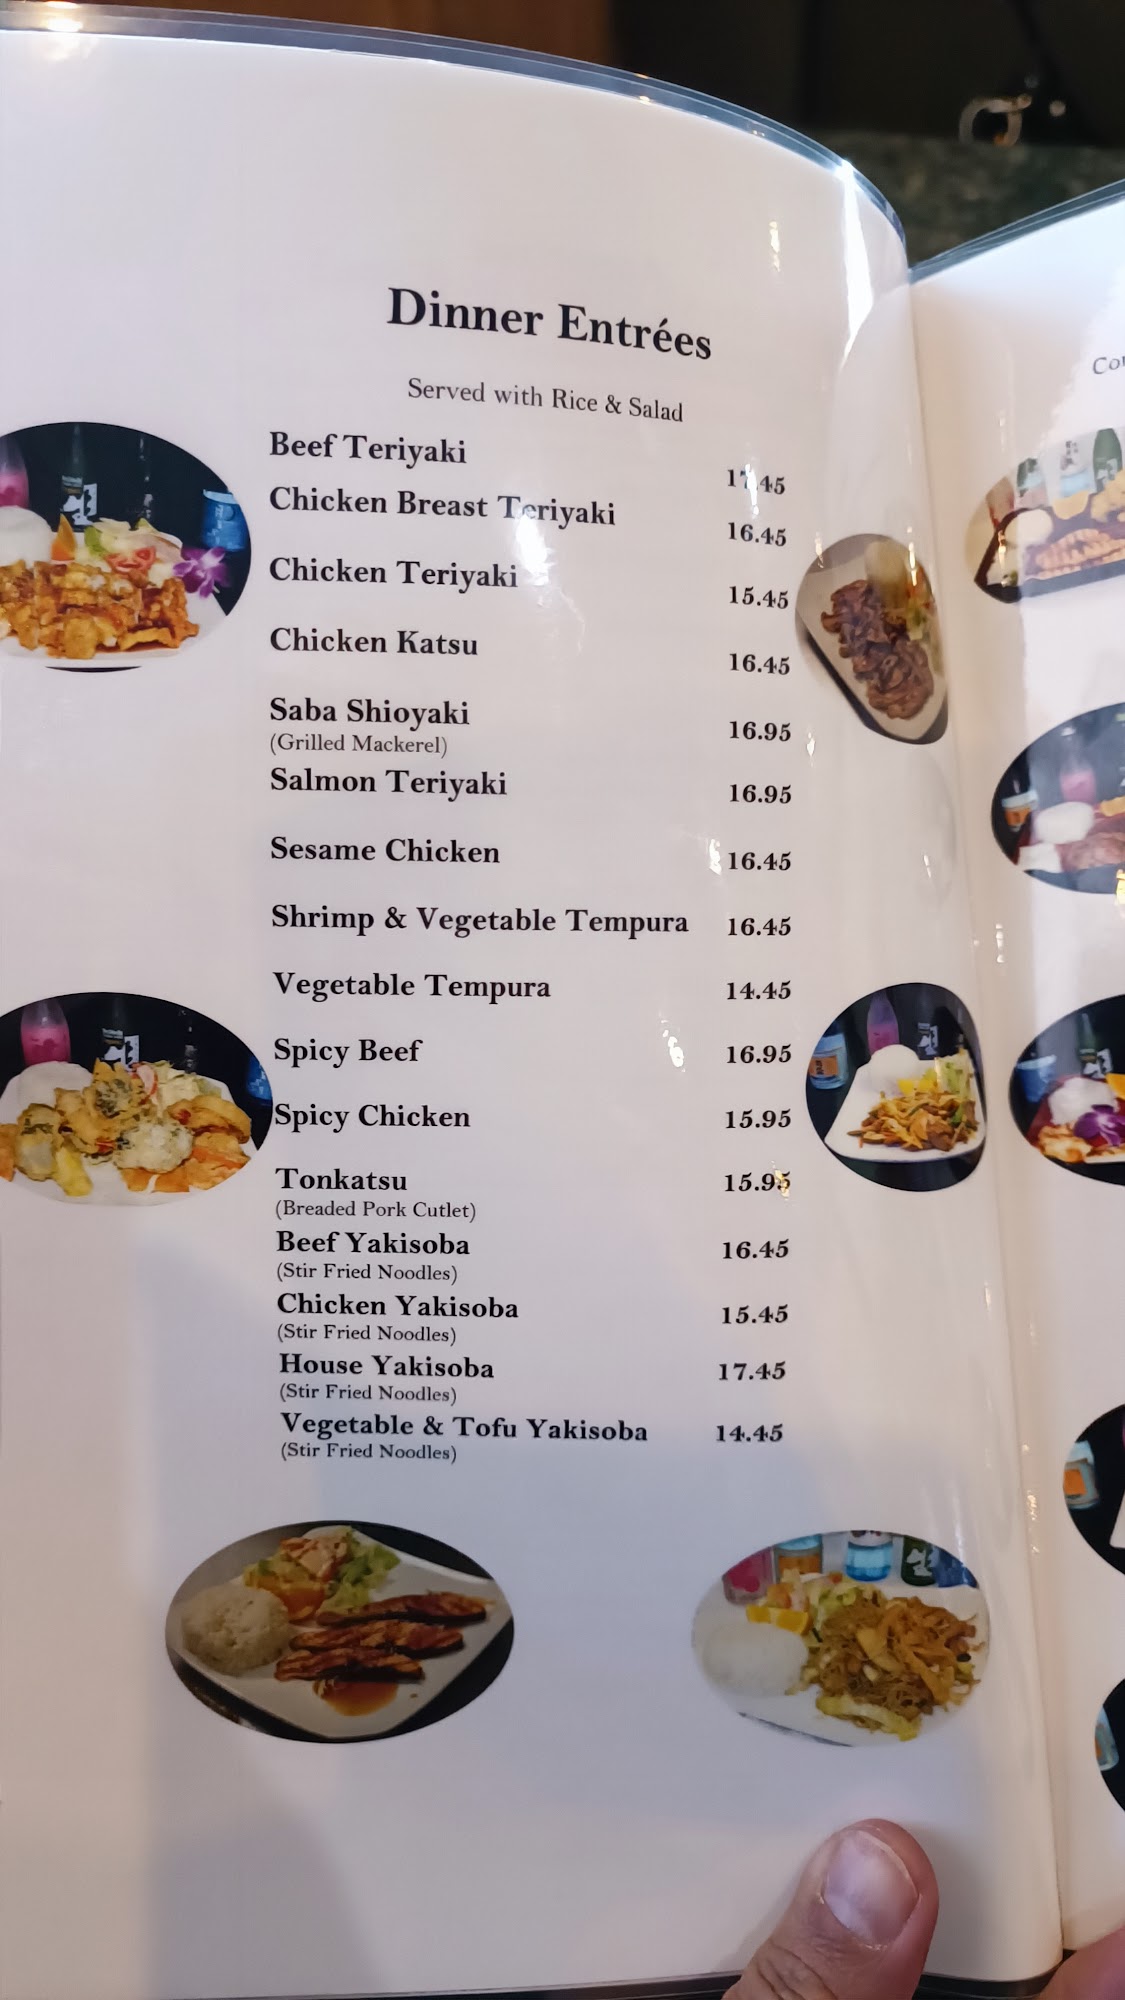 Dinner Entrées
Served with Rice & Salad
Beef Teriyaki 17.45
Chicken Breast Teriyaki 16.45
Chicken Teriyaki 15.45
Chicken Katsu 16.45
Saba Shioyaki 16.95
(Grilled Mackerel)
Salmon Teriyaki 16.95
Sesame Chicken 16.45
Shrimp & Vegetable Tempura 16.45
Vegetable Tempura 14.45
Spicy Beef 16.95
Spicy Chicken 15.95
Tonkatsu 15.95
(Breaded Pork Cutlet)
Beef Yakisoba 16.45
(Stir Fried Noodles)
Chicken Yakisoba 15.45
(Stir Fried Noodles)
House Yakisoba 17.45
(Stir Fried Noodles)
Vegetable & Tofu Yakisoba 14.45
(Stir Fried Noodles)